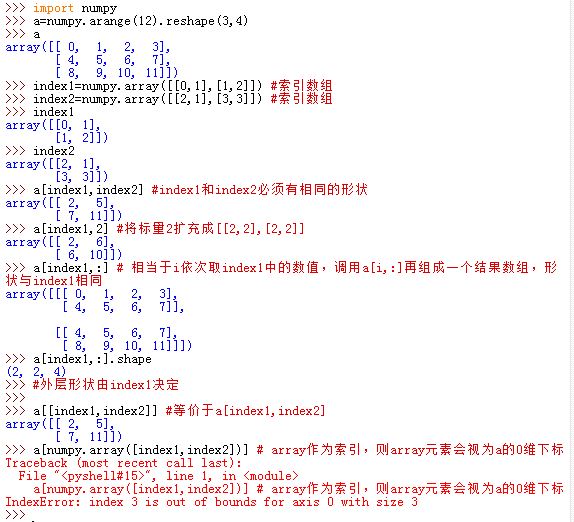 >>> import numpy
>>> a=numpy.arange(12).reshape(3,4)
>>> a
array([[ 0,  1,  2,  3],
       [ 4,  5,  6,  7],
       [ 8,  9, 10, 11]])
>>> index1=numpy.array([[0,1],[1,2]]) #索引数组
>>> index2=numpy.array([[2,1],[3,3]]) #索引数组
>>> index1
array([[0, 1],
       [1, 2]])
>>> index2
array([[2, 1],
       [3, 3]])
>>> a[index1,index2] #index1和index2必须有相同的形状
array([[ 2,  5],
       [ 7, 11]])
>>> a[index1,2] #将标量2扩充成[[2,2],[2,2]]
array([[ 2,  6],
       [ 6, 10]])
>>> a[index1,:] # 相当于i依次取index1中的数值，调用a[i,:]再组成一个结果数组，形
状与index1相同
array([[[ 0,  1,  2,  3],
        [ 4,  5,  6,  7]],
       [[ 4,  5,  6,  7],
        [ 8,  9, 10, 11]]])
>>> a[index1,:].shape
(2, 2, 4)
>>> #外层形状由index1决定
>>>
>>> a[[index1,index2]] #等价于a[index1,index2]
array([[ 2,  5],
       [ 7, 11]])
>>> a[numpy.array([index1,index2])] # array作为索引，则array元素会视为a的0维下标
Traceback (most recent call last):
  File "<pyshell#15>", line 1, in <module>
    a[numpy.array([index1,index2])] # array作为索引，则array元素会视为a的0维下标
IndexError: index 3 is out of bounds for axis 0 with size 3
>>>